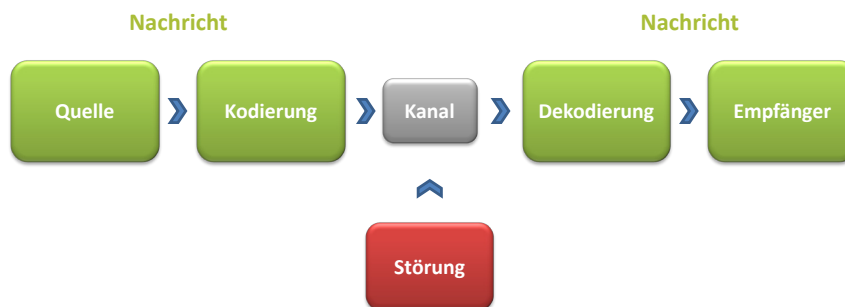 Nachricht
Nachricht
Quelle
Kodierung
Kanal
Dekodierung
Empfänger
Störung